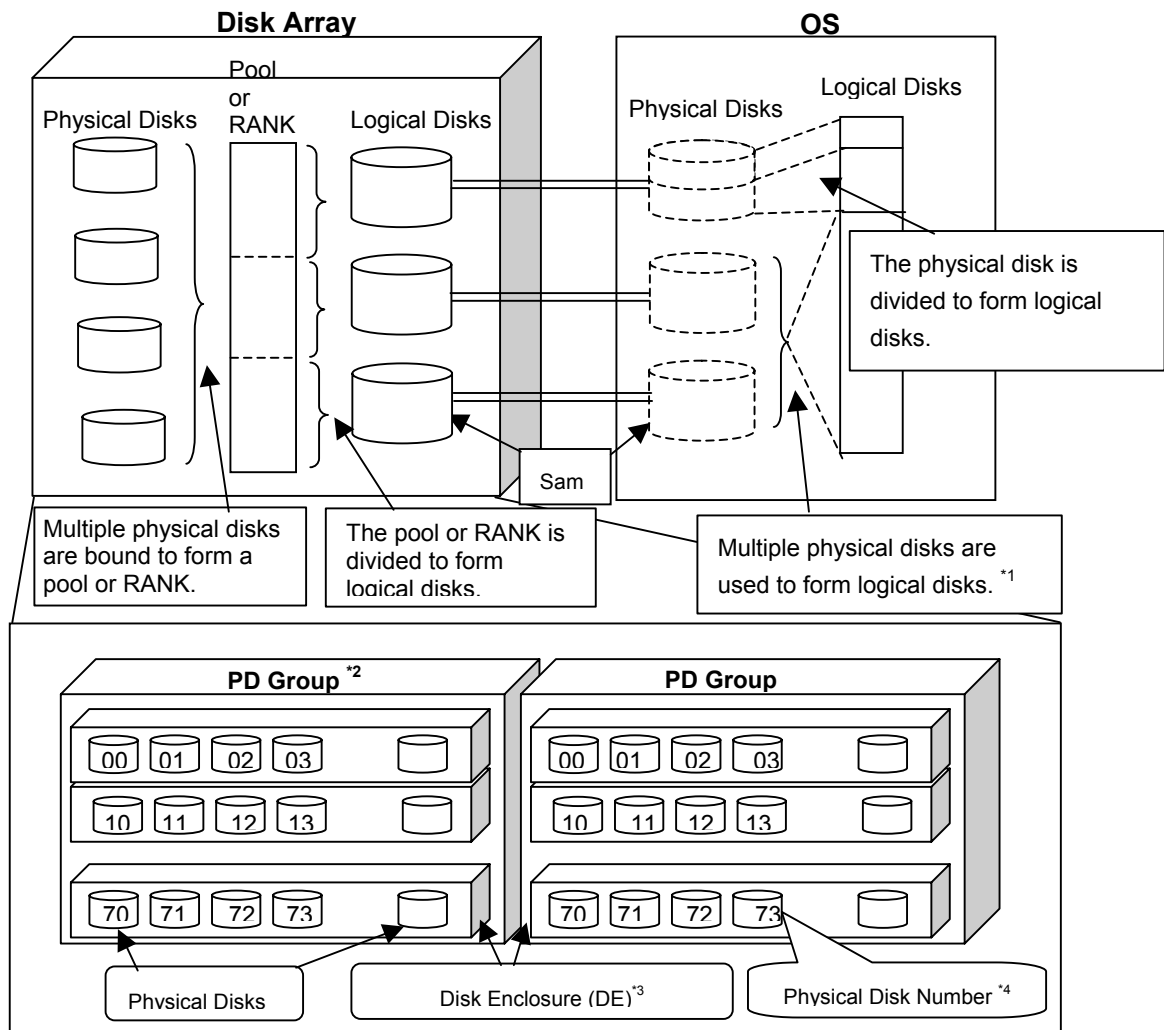 Disk Array
OS
Pool
or
RANK
Physical Disks
Logical Disks
Physical Disks
Logical Disks
The physical disk is
divided to form logical
disks.
Sam
Multiple physical disks
are bound to form a
pool or RANK.
The pool or RANK is
divided to form
logical disks.
Multiple physical disks are
used to form logical disks. *1
PD Group *2
PD Group
00 01 02 03
00 01 02 03
10 11 12 13
10 11 12 13
70 71 72 73
70 71 72 73
Physical Disks
Disk Enclosure (DE)*3
Physical Disk Number *4